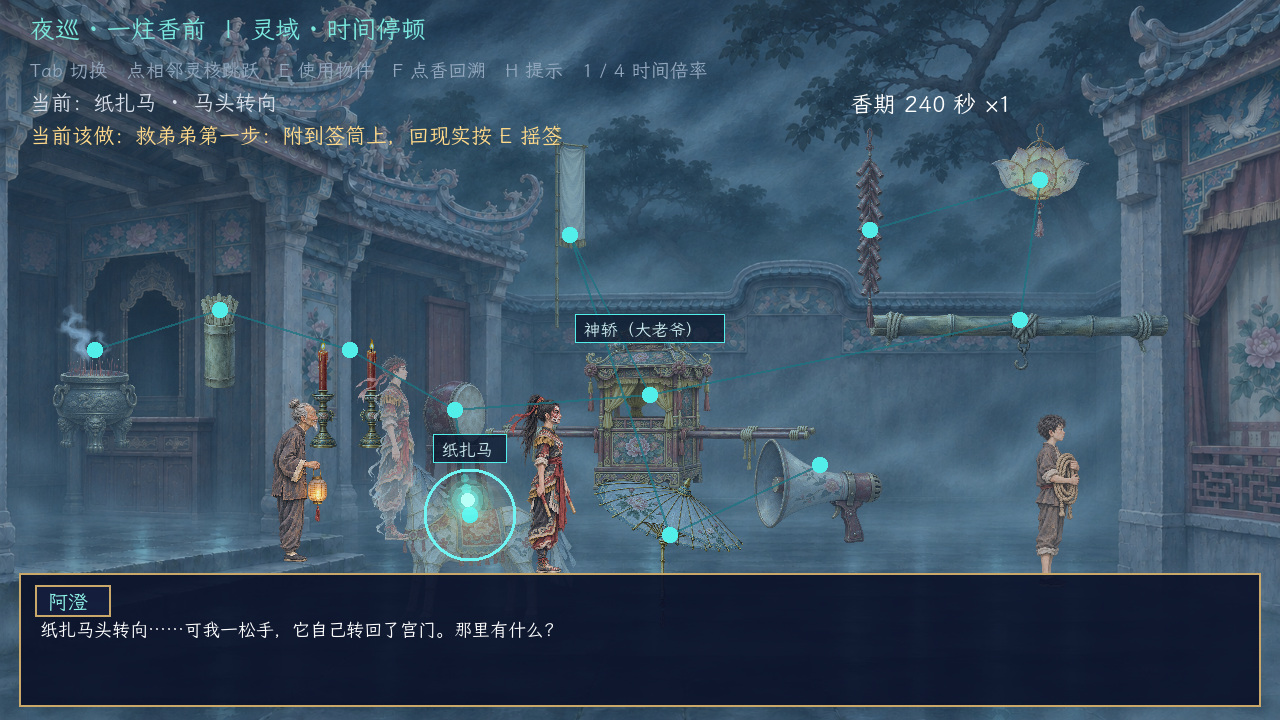 夜巡·一炷香前 | 灵域·时间停顿
Tab 切换 点相邻灵核跳跃 E 使用物件 F 点香回溯 H 提示 1 / 4 时间倍率
当前: 纸扎马 · 马头转向
香期 240 秒 ×1
当前该做: 救弟弟第一步: 附到签筒上, 回现实按 E 摇签
神轿 (大老爷)
纸扎马
阿澄
纸扎马头转向……可我一松手, 它自己转回了宫门。那里有什么?